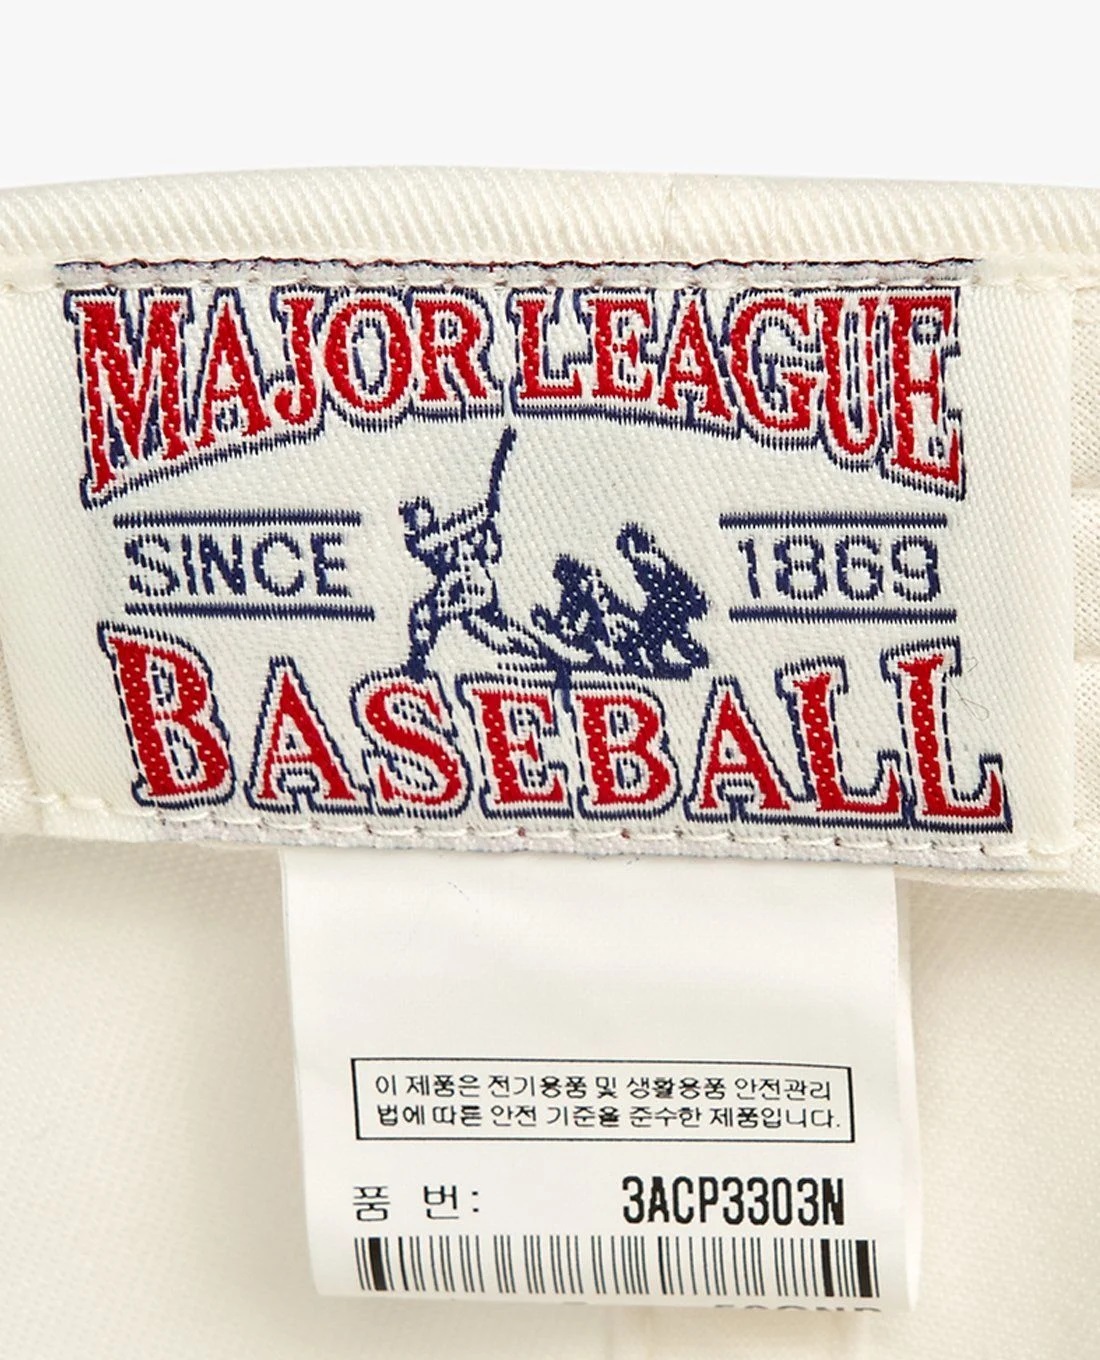 MAJOR LEAGUE
SINCE 1869
BASEBALL
이 제품은 전기용품 및 생활용품 안전관리
법에 따른 안전 기준을 준수한 제품입니다.
품 번: 3ACP3303N